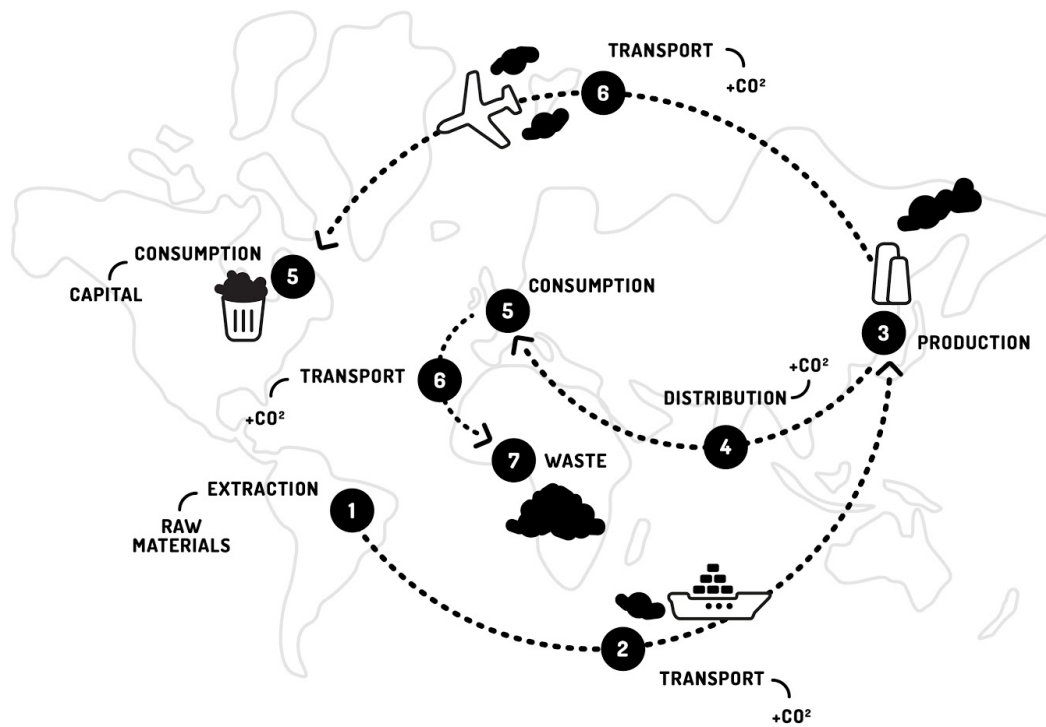 TRANSPORT
+CO²
6
CONSUMPTION
5
CAPITAL
5
CONSUMPTION
3
PRODUCTION
+CO²
TRANSPORT
6
DISTRIBUTION
+CO²
4
7
WASTE
EXTRACTION
1
RAW
MATERIALS
2
TRANSPORT
+CO²